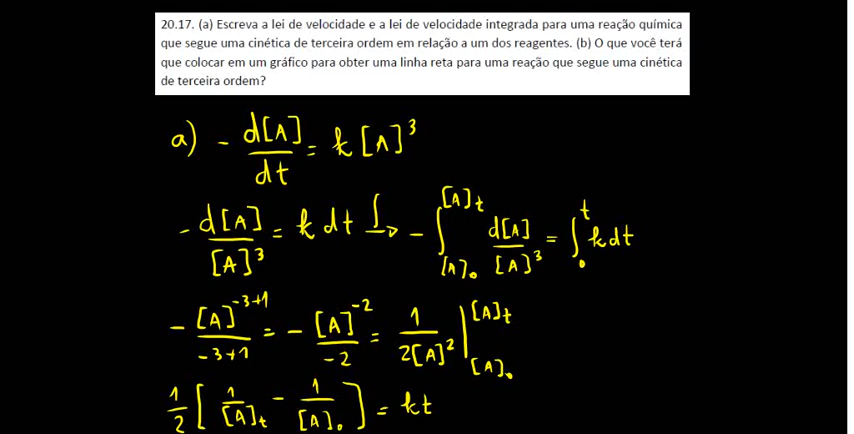 20.17. (a) Escreva a lei de velocidade e a lei de velocidade integrada para uma reação química
que segue uma cinética de terceira ordem em relação a um dos reagentes. (b) O que você terá
que colocar em um gráfico para obter uma linha reta para uma reação que segue uma cinética
de terceira ordem?
a) - d[A]/dt = k [A]³
- d[A]/[A]³ = k dt ∫→ - ∫_[A]₀^[A]t d[A]/[A]³ = ∫₀^t k dt
- [A]^(-3+1)/(-3+1) = - [A]^(-2)/(-2) = 1/(2[A]²) |_[A]₀^[A]t
1/2 [ 1/[A]t - 1/[A]₀ ] = kt